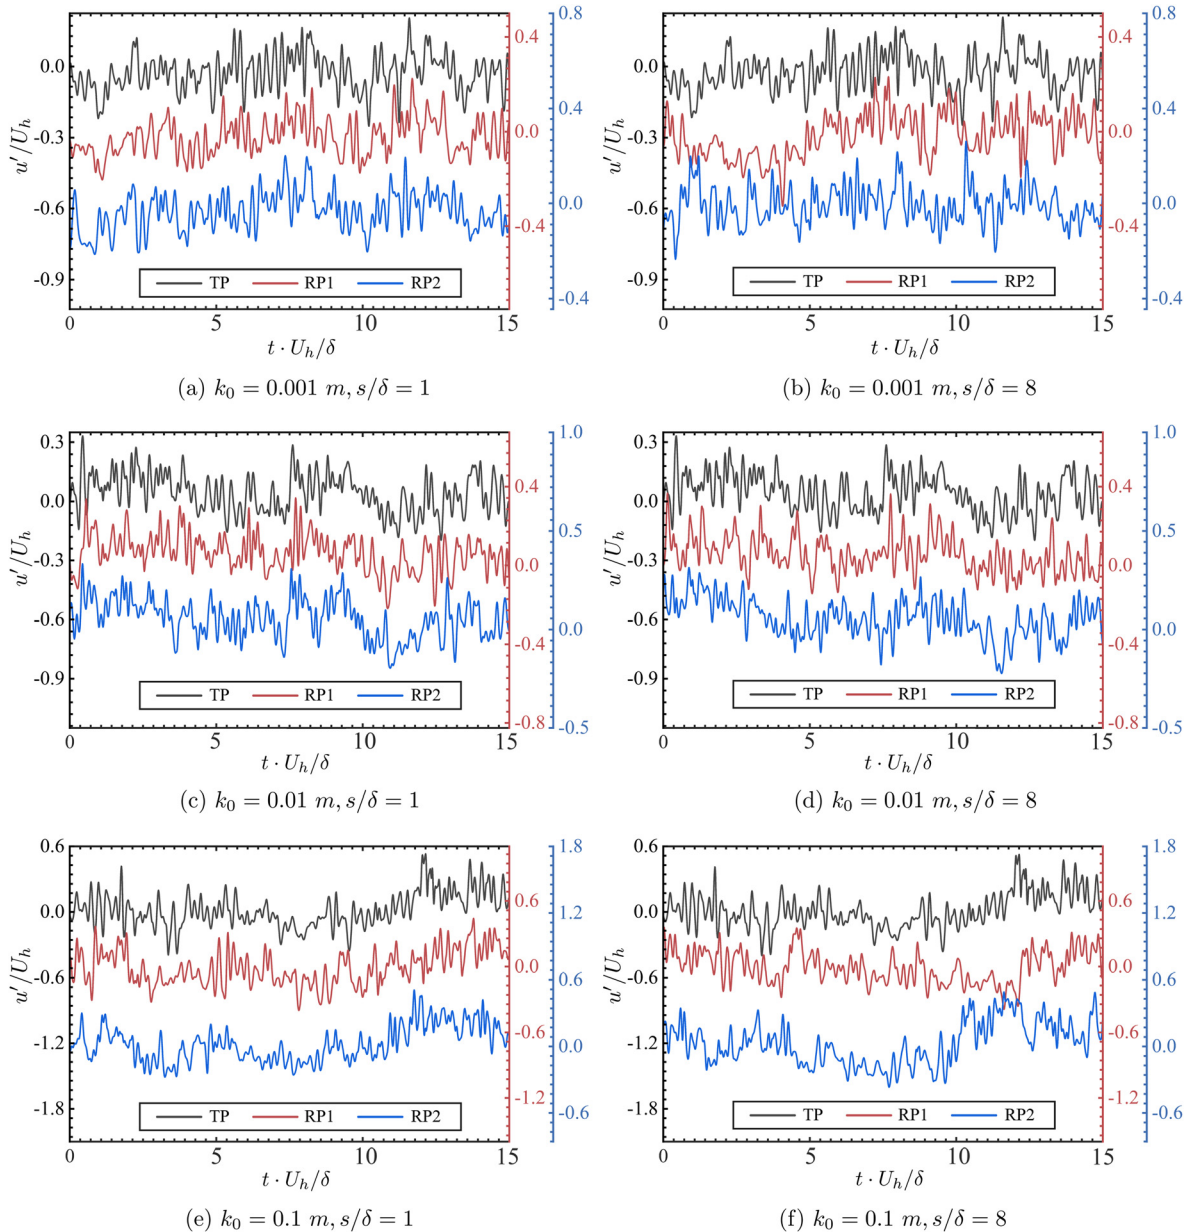 0.8
0.4
0.0
-0.3
-0.6
-0.9
0.4
0.0
-0.4
0.4
0.0
-0.4
u′/U_h
TP RP1 RP2
0 5 10 15
t · U_h/δ
(a) k_0 = 0.001 m, s/δ = 1
0.8
0.4
0.0
-0.3
-0.6
-0.9
0.4
0.0
-0.4
0.4
0.0
-0.4
u′/U_h
TP RP1 RP2
0 5 10 15
t · U_h/δ
(b) k_0 = 0.001 m, s/δ = 8
0.3
0.0
-0.3
-0.6
-0.9
0.4
0.0
-0.4
-0.8
1.0
0.5
0.0
-0.5
u′/U_h
TP RP1 RP2
0 5 10 15
t · U_h/δ
(c) k_0 = 0.01 m, s/δ = 1
0.3
0.0
-0.3
-0.6
-0.9
0.4
0.0
-0.4
-0.8
1.0
0.5
0.0
-0.5
u′/U_h
TP RP1 RP2
0 5 10 15
t · U_h/δ
(d) k_0 = 0.01 m, s/δ = 8
0.6
0.0
-0.6
-1.2
-1.8
0.6
0.0
-0.6
-1.2
1.8
1.2
0.6
0.0
-0.6
u′/U_h
TP RP1 RP2
0 5 10 15
t · U_h/δ
(e) k_0 = 0.1 m, s/δ = 1
0.6
0.0
-0.6
-1.2
-1.8
0.6
0.0
-0.6
-1.2
1.8
1.2
0.6
0.0
-0.6
u′/U_h
TP RP1 RP2
0 5 10 15
t · U_h/δ
(f) k_0 = 0.1 m, s/δ = 8